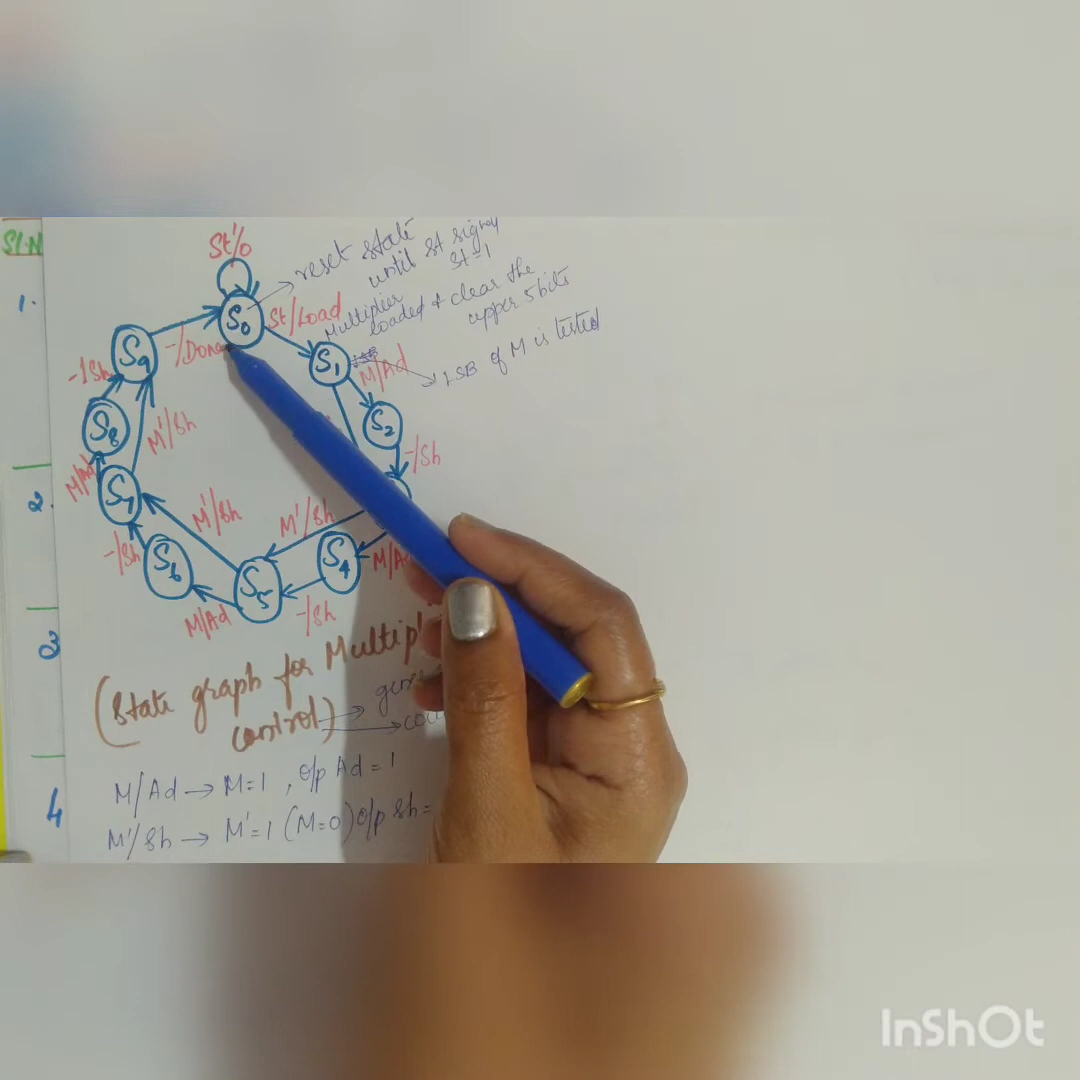 Sl.N
1.
2.
3
4
St'/0
S0
reset state
until st signal
St=1
St/Load
Multiplier
loaded & clear the
upper 5 bits
S1
M/Ad
LSB of M is tested
S2
-/Sh
S9
-/Done
-/Sh
S8
M'/Sh
M/Ad
S7
M'/Sh
M'/Sh
-/Sh
S6
S5
S4
M/Ad
M/Ad
-/Sh
(State graph for Multipl
control)
M/Ad → M=1, o/p Ad = 1
M'/Sh → M'=1 (M=0) o/p Sh =
InShOt